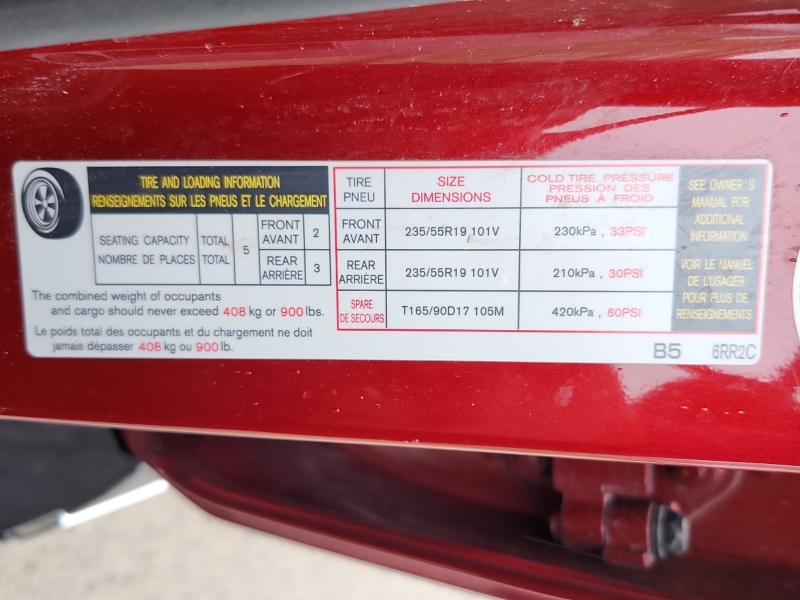 TIRE AND LOADING INFORMATION
RENSEIGNEMENTS SUR LES PNEUS ET LE CHARGEMENT
SEATING CAPACITY
NOMBRE DE PLACES
TOTAL
TOTAL
5
FRONT
AVANT
2
REAR
ARRIÈRE
3
The combined weight of occupants
and cargo should never exceed 408 kg or 900 lbs.
Le poids total des occupants et du chargement ne doit
jamais dépasser 408 kg ou 900 lb.
TIRE
PNEU
SIZE
DIMENSIONS
COLD TIRE PRESSURE
PRESSION DES
PNEUS A FROID
FRONT
AVANT
235/55R19 101V
230kPa , 33PSI
REAR
ARRIÈRE
235/55R19 101V
210kPa , 30PSI
SPARE
DE SECOURS
T165/90D17 105M
420kPa , 60PSI
SEE OWNER'S
MANUAL FOR
ADDITIONAL
INFORMATION
VOIR LE MANUEL
DE L'USAGER
POUR PLUS DE
RENSEIGNEMENTS
B5 6RR2C